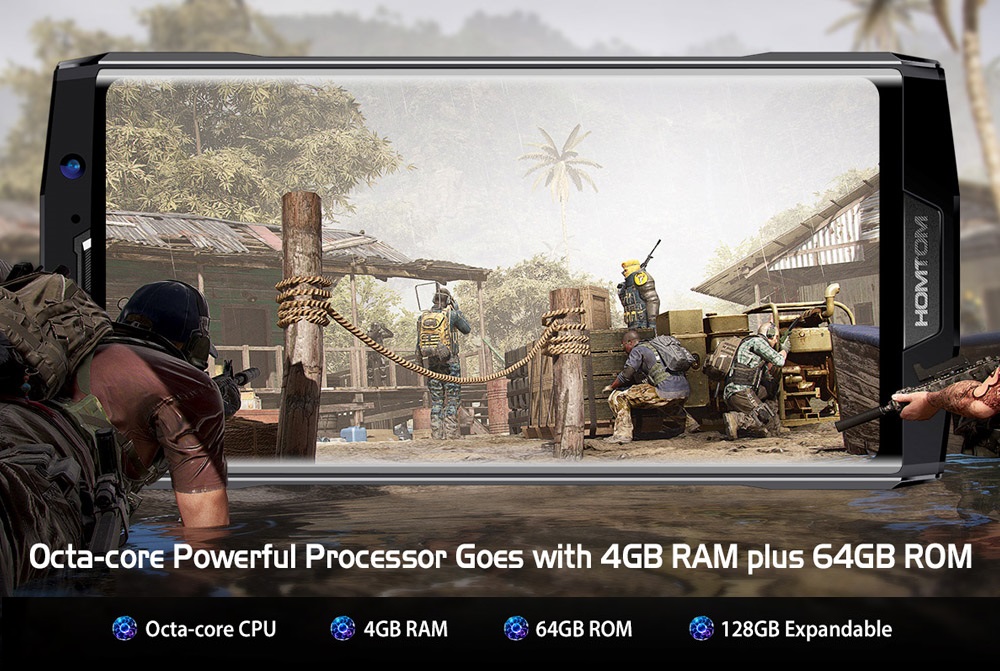 HOMTOM
Octa-core Powerful Processor Goes with 4GB RAM plus 64GB ROM
Octa-core CPU
4GB RAM
64GB ROM
128GB Expandable